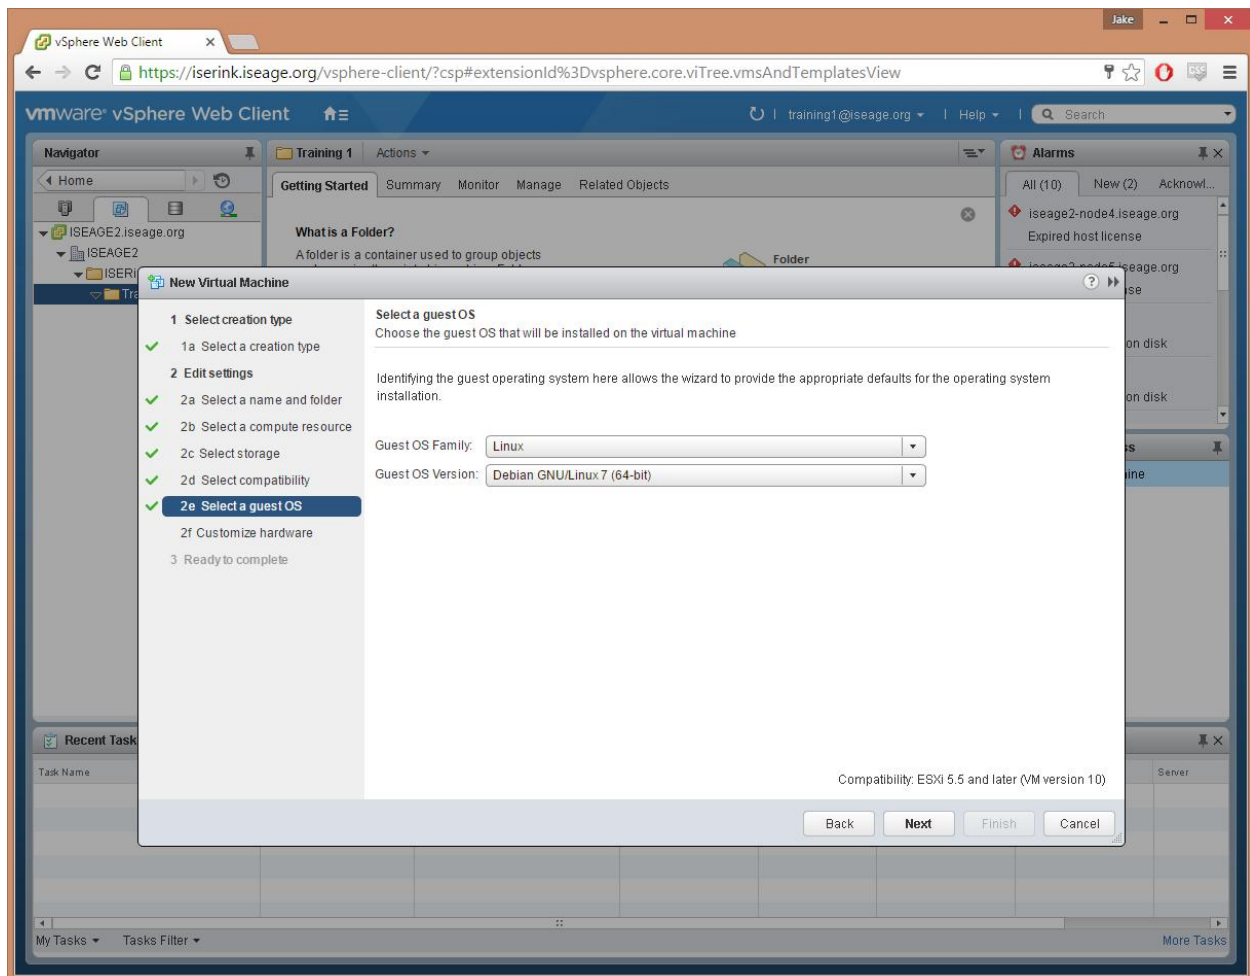 Jake
vSphere Web Client
https://iserink.iseage.org/vsphere-client/?csp#extensionId%3Dvsphere.core.viTree.vmsAndTemplatesView
vmware® vSphere Web Client
training1@iseage.org
Help
Search
Navigator
Home
ISEAGE2.iseage.org
ISEAGE2
ISERi
Tra
Training 1
Actions
Getting Started
Summary
Monitor
Manage
Related Objects
What is a Folder?
A folder is a container used to group objects
Folder
Alarms
All (10)
New (2)
Acknowl...
iseage2-node4.iseage.org
Expired host license
iseage2-node5.iseage.org
on disk
on disk
New Virtual Machine
1 Select creation type
1a Select a creation type
2 Edit settings
2a Select a name and folder
2b Select a compute resource
2c Select storage
2d Select compatibility
2e Select a guest OS
2f Customize hardware
3 Ready to complete
Select a guest OS
Choose the guest OS that will be installed on the virtual machine
Identifying the guest operating system here allows the wizard to provide the appropriate defaults for the operating system
installation.
Guest OS Family: Linux
Guest OS Version: Debian GNU/Linux 7 (64-bit)
Compatibility: ESXi 5.5 and later (VM version 10)
Back
Next
Finish
Cancel
Recent Task
Task Name
Server
My Tasks
Tasks Filter
More Tasks